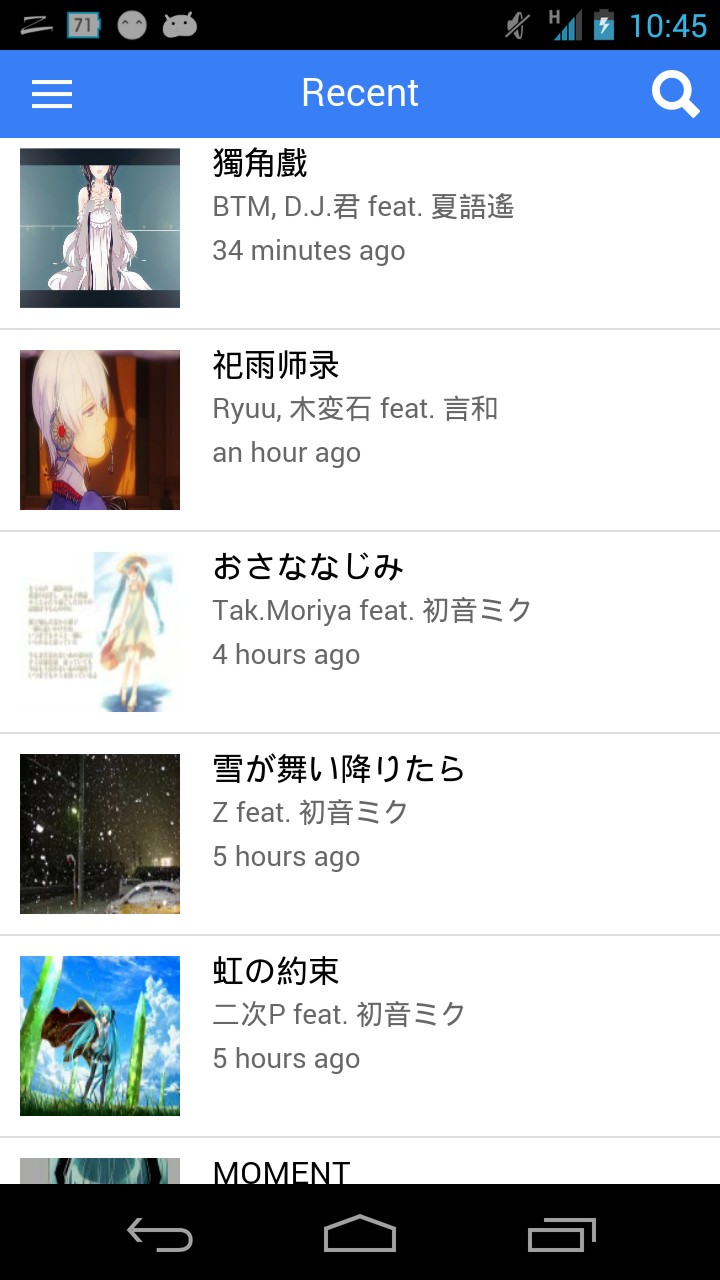 71
H
10:45
Recent
獨角戲
BTM, D.J.君 feat. 夏語遙
34 minutes ago
祀雨师录
Ryuu, 木変石 feat. 言和
an hour ago
おさななじみ
Tak.Moriya feat. 初音ミク
4 hours ago
雪が舞い降りたら
Z feat. 初音ミク
5 hours ago
虹の約束
二次P feat. 初音ミク
5 hours ago
MOMENT